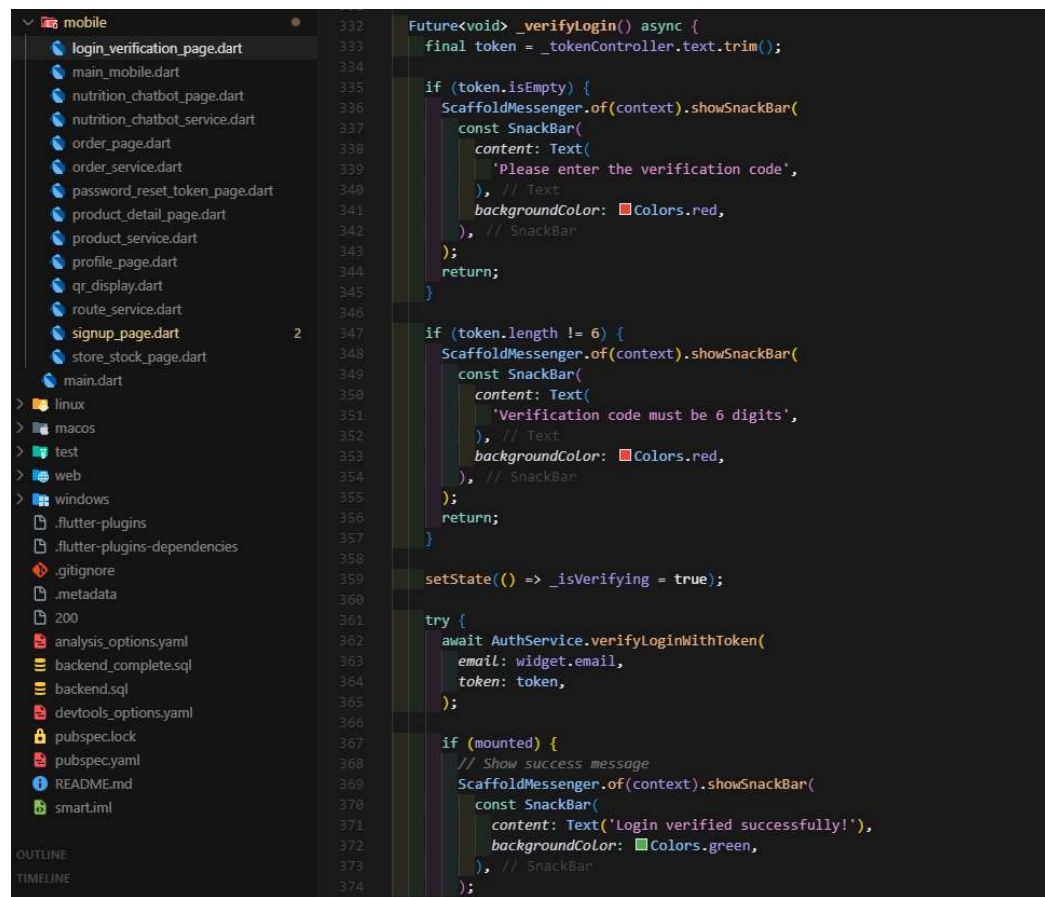 mobile
login_verification_page.dart
main_mobile.dart
nutrition_chatbot_page.dart
nutrition_chatbot_service.dart
order_page.dart
order_service.dart
password_reset_token_page.dart
product_detail_page.dart
product_service.dart
profile_page.dart
qr_display.dart
route_service.dart
signup_page.dart 2
store_stock_page.dart
main.dart
linux
macos
test
web
windows
.flutter-plugins
.flutter-plugins-dependencies
.gitignore
.metadata
200
analysis_options.yaml
backend_complete.sql
backend.sql
devtools_options.yaml
pubspec.lock
pubspec.yaml
README.md
smart.iml
OUTLINE
TIMELINE
332 Future<void> _verifyLogin() async {
333 final token = _tokenController.text.trim();
334
335 if (token.isEmpty) {
336 ScaffoldMessenger.of(context).showSnackBar(
337 const SnackBar(
338 content: Text(
339 'Please enter the verification code',
340 ), // Text
341 backgroundColor: Colors.red,
342 ), // SnackBar
343 );
344 return;
345 }
346
347 if (token.length != 6) {
348 ScaffoldMessenger.of(context).showSnackBar(
349 const SnackBar(
350 content: Text(
351 'Verification code must be 6 digits',
352 ), // Text
353 backgroundColor: Colors.red,
354 ), // SnackBar
355 );
356 return;
357 }
358
359 setState(() => _isVerifying = true);
360
361 try {
362 await AuthService.verifyLoginWithToken(
363 email: widget.email,
364 token: token,
365 );
366
367 if (mounted) {
368 // Show success message
369 ScaffoldMessenger.of(context).showSnackBar(
370 const SnackBar(
371 content: Text('Login verified successfully!'),
372 backgroundColor: Colors.green,
373 ), // SnackBar
374 );